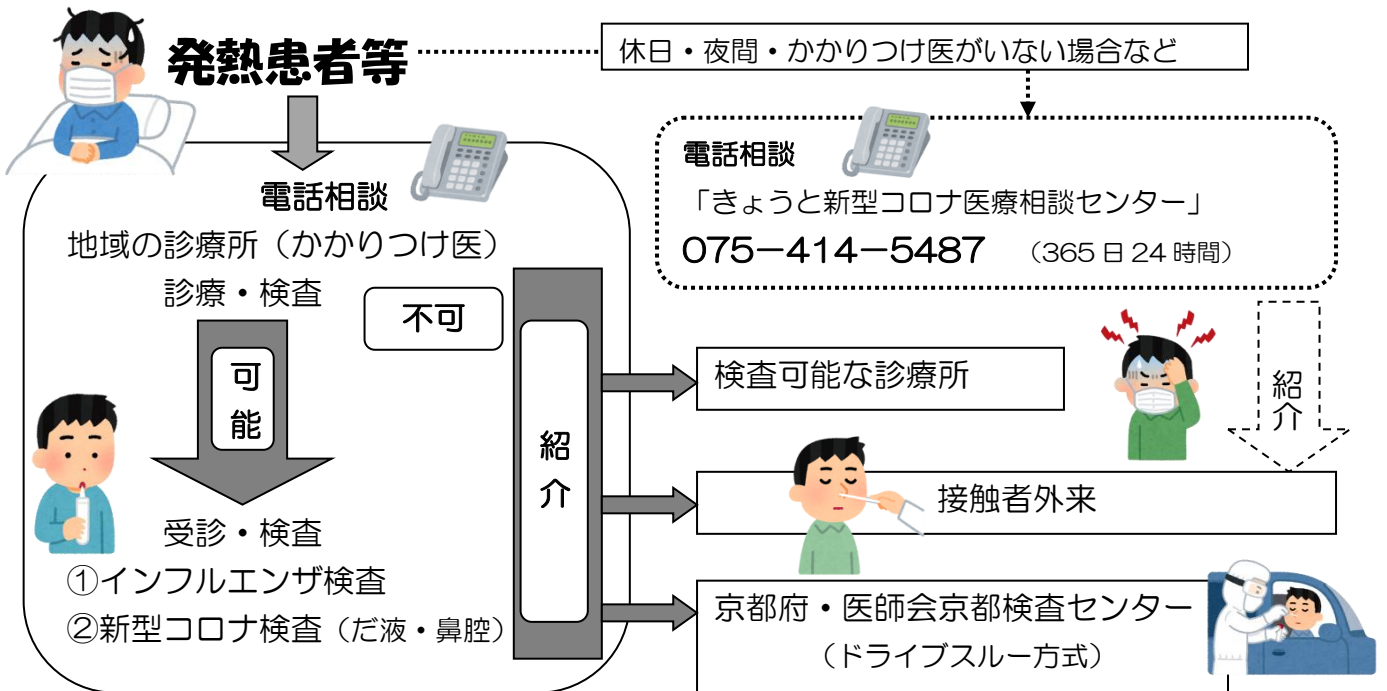 発熱患者等
休日・夜間・かかりつけ医がいない場合など
電話相談
「きょうと新型コロナ医療相談センター」
075－414－5487 （365日24時間）
電話相談
地域の診療所（かかりつけ医）
診療・検査
不可
可能
紹介
検査可能な診療所
紹介
接触者外来
受診・検査
①インフルエンザ検査
②新型コロナ検査（だ液・鼻腔）
京都府・医師会京都検査センター
（ドライブスルー方式）